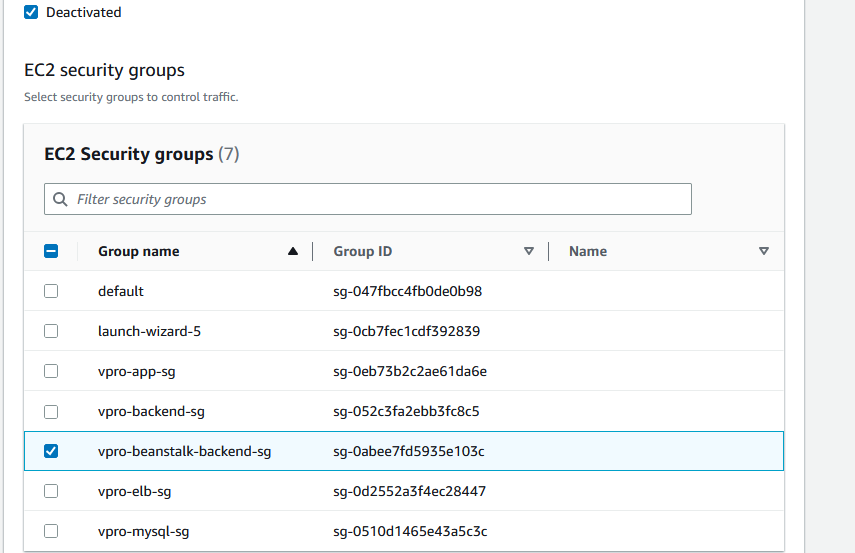 Deactivated
EC2 security groups
Select security groups to control traffic.
EC2 Security groups (7)
Filter security groups
Group name Group ID Name
default sg-047fbcc4fb0de0b98
launch-wizard-5 sg-0cb7fec1cdf392839
vpro-app-sg sg-0eb73b2c2ae61da6e
vpro-backend-sg sg-052c3fa2ebb3fc8c5
vpro-beanstalk-backend-sg sg-0abee7fd5935e103c
vpro-elb-sg sg-0d2552a3f4ec28447
vpro-mysql-sg sg-0510d1465e43a5c3c